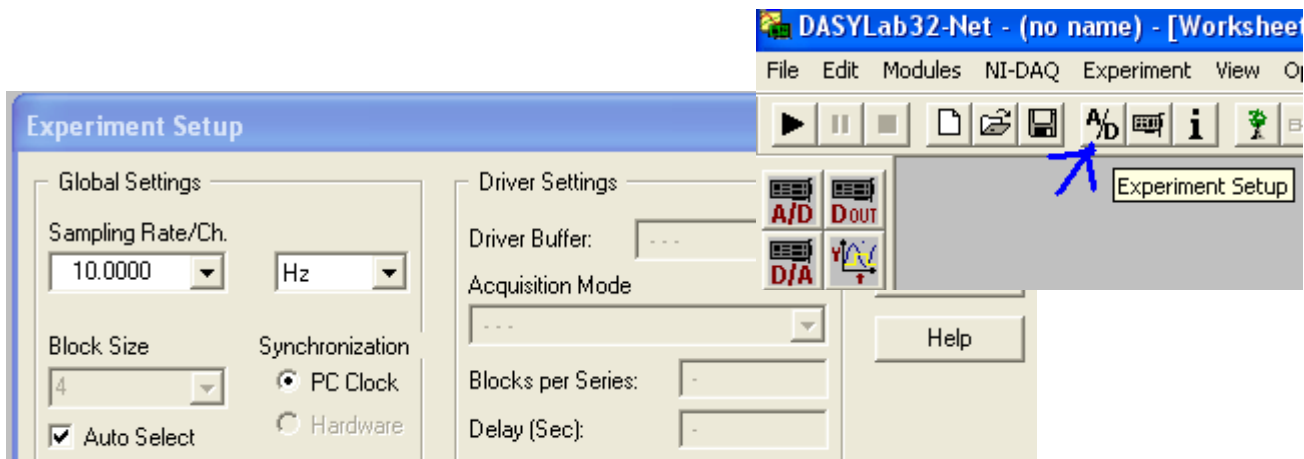 DASYLab32-Net - (no name) - [Worksheet
File Edit Modules NI-DAQ Experiment View
A/D
Experiment Setup
A/D DOUT
D/A Y
Experiment Setup
Global Settings
Sampling Rate/Ch.
10.0000 Hz
Block Size
4
Auto Select
Synchronization
PC Clock
Hardware
Driver Settings
Driver Buffer: ---
Acquisition Mode
---
Blocks per Series: -
Delay (Sec): -
Help